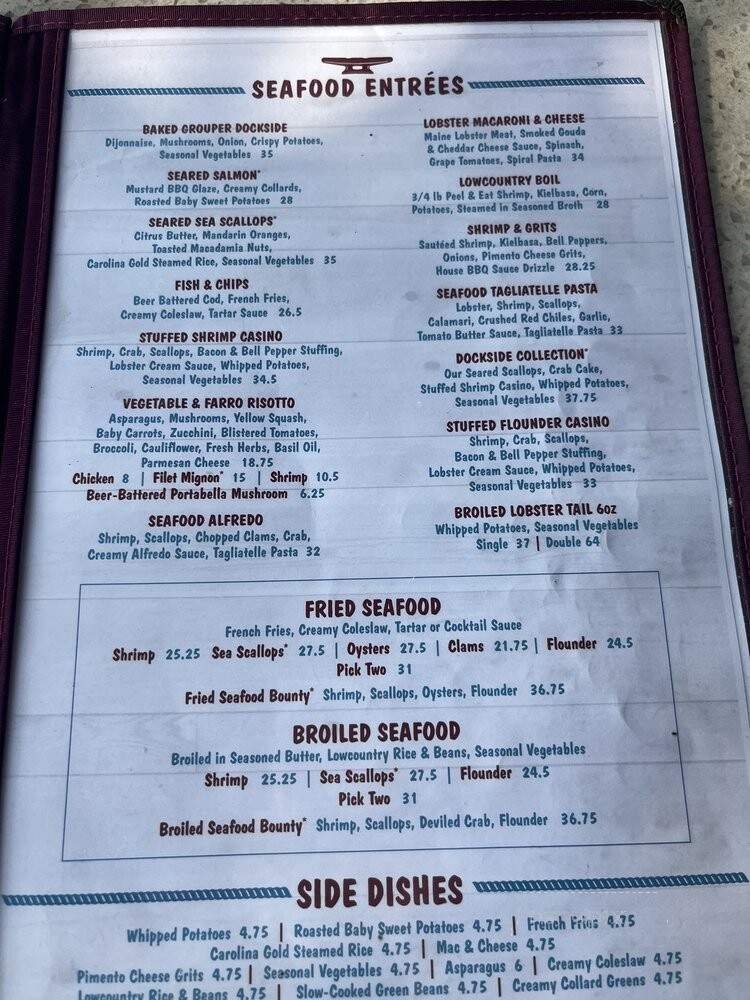 SEAFOOD ENTRÉES
BAKED GROUPER DOCKSIDE
Dijonnaise, Mushrooms, Onion, Crispy Potatoes,
Seasonal Vegetables 35
SEARED SALMON*
Mustard BBQ Glaze, Creamy Collards,
Roasted Baby Sweet Potatoes 28
SEARED SEA SCALLOPS*
Citrus Butter, Mandarin Oranges,
Toasted Macadamia Nuts,
Carolina Gold Steamed Rice, Seasonal Vegetables 35
FISH & CHIPS
Beer Battered Cod, French Fries,
Creamy Coleslaw, Tartar Sauce 26.5
STUFFED SHRIMP CASINO
Shrimp, Crab, Scallops, Bacon & Bell Pepper Stuffing,
Lobster Cream Sauce, Whipped Potatoes,
Seasonal Vegetables 34.5
VEGETABLE & FARRO RISOTTO
Asparagus, Mushrooms, Yellow Squash,
Baby Carrots, Zucchini, Blistered Tomatoes,
Broccoli, Cauliflower, Fresh Herbs, Basil Oil,
Parmesan Cheese 18.75
Chicken 8 | Filet Mignon* 15 | Shrimp 10.5
Beer-Battered Portabella Mushroom 6.25
SEAFOOD ALFREDO
Shrimp, Scallops, Chopped Clams, Crab,
Creamy Alfredo Sauce, Tagliatelle Pasta 32
LOBSTER MACARONI & CHEESE
Maine Lobster Meat, Smoked Gouda
& Cheddar Cheese Sauce, Spinash,
Grape Tomatoes, Spiral Pasta 34
LOWCOUNTRY BOIL
3/4 lb Peel & Eat Shrimp, Kielbasa, Corn,
Potatoes, Steamed in Seasoned Broth 28
SHRIMP & GRITS
Sautéed Shrimp, Kielbasa, Bell Peppers,
Onions, Pimento Cheese Grits,
House BBQ Sauce Drizzle 28.25
SEAFOOD TAGLIATELLE PASTA
Lobster, Shrimp, Scallops,
Calamari, Crushed Red Chiles, Garlic,
Tomato Butter Sauce, Tagliatelle Pasta 33
DOCKSIDE COLLECTION*
Our Seared Scallops, Crab Cake,
Stuffed Shrimp Casino, Whipped Potatoes,
Seasonal Vegetables 37.75
STUFFED FLOUNDER CASINO
Shrimp, Crab, Scallops,
Bacon & Bell Pepper Stuffing,
Lobster Cream Sauce, Whipped Potatoes,
Seasonal Vegetables 33
BROILED LOBSTER TAIL 6oz
Whipped Potatoes, Seasonal Vegetables
Single 37 | Double 64
FRIED SEAFOOD
French Fries, Creamy Coleslaw, Tartar or Cocktail Sauce
Shrimp 25.25 Sea Scallops* 27.5 | Oysters 27.5 | Clams 21.75 | Flounder 24.5
Pick Two 31
Fried Seafood Bounty* Shrimp, Scallops, Oysters, Flounder 36.75
BROILED SEAFOOD
Broiled in Seasoned Butter, Lowcountry Rice & Beans, Seasonal Vegetables
Shrimp 25.25 | Sea Scallops* 27.5 | Flounder 24.5
Pick Two 31
Broiled Seafood Bounty* Shrimp, Scallops, Deviled Crab, Flounder 36.75
SIDE DISHES
Whipped Potatoes 4.75 | Roasted Baby Sweet Potatoes 4.75 | French Fries 4.75
Carolina Gold Steamed Rice 4.75 | Mac & Cheese 4.75
Pimento Cheese Grits 4.75 | Seasonal Vegetables 4.75 | Asparagus 6 | Creamy Coleslaw 4.75
Lowcountry Rice & Beans 4.75 | Slow-Cooked Green Beans 4.75 | Creamy Collard Greens 4.75